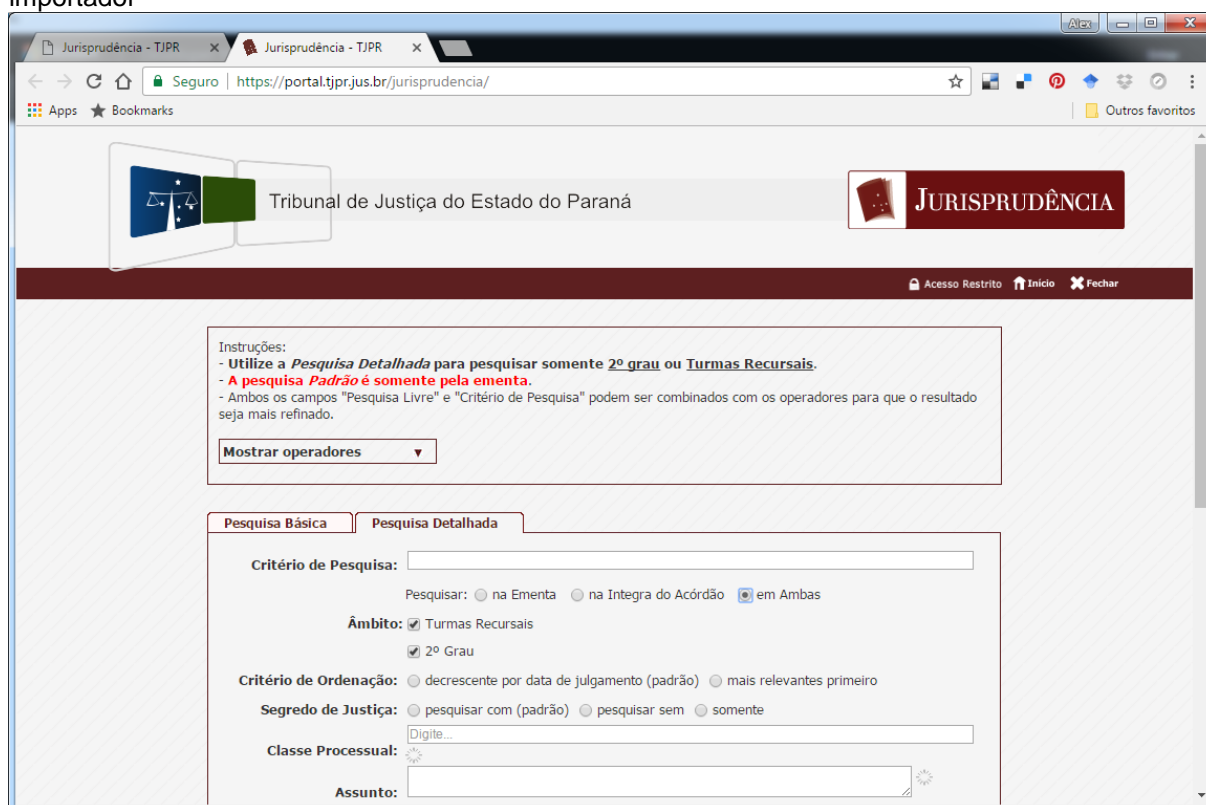 importador
Alex
Jurisprudência - TJPR
Jurisprudência - TJPR
Seguro | https://portal.tjpr.jus.br/jurisprudencia/
Apps Bookmarks Outros favoritos
Tribunal de Justiça do Estado do Paraná
JURISPRUDÊNCIA
Acesso Restrito Início Fechar
Instruções:
- Utilize a Pesquisa Detalhada para pesquisar somente 2º grau ou Turmas Recursais.
- A pesquisa Padrão é somente pela ementa.
- Ambos os campos "Pesquisa Livre" e "Critério de Pesquisa" podem ser combinados com os operadores para que o resultado
seja mais refinado.
Mostrar operadores ▼
Pesquisa Básica Pesquisa Detalhada
Critério de Pesquisa:
Pesquisar: na Ementa na Integra do Acórdão em Ambas
Âmbito: Turmas Recursais
2º Grau
Critério de Ordenação: decrescente por data de julgamento (padrão) mais relevantes primeiro
Segredo de Justiça: pesquisar com (padrão) pesquisar sem somente
Digite...
Classe Processual:
Assunto: